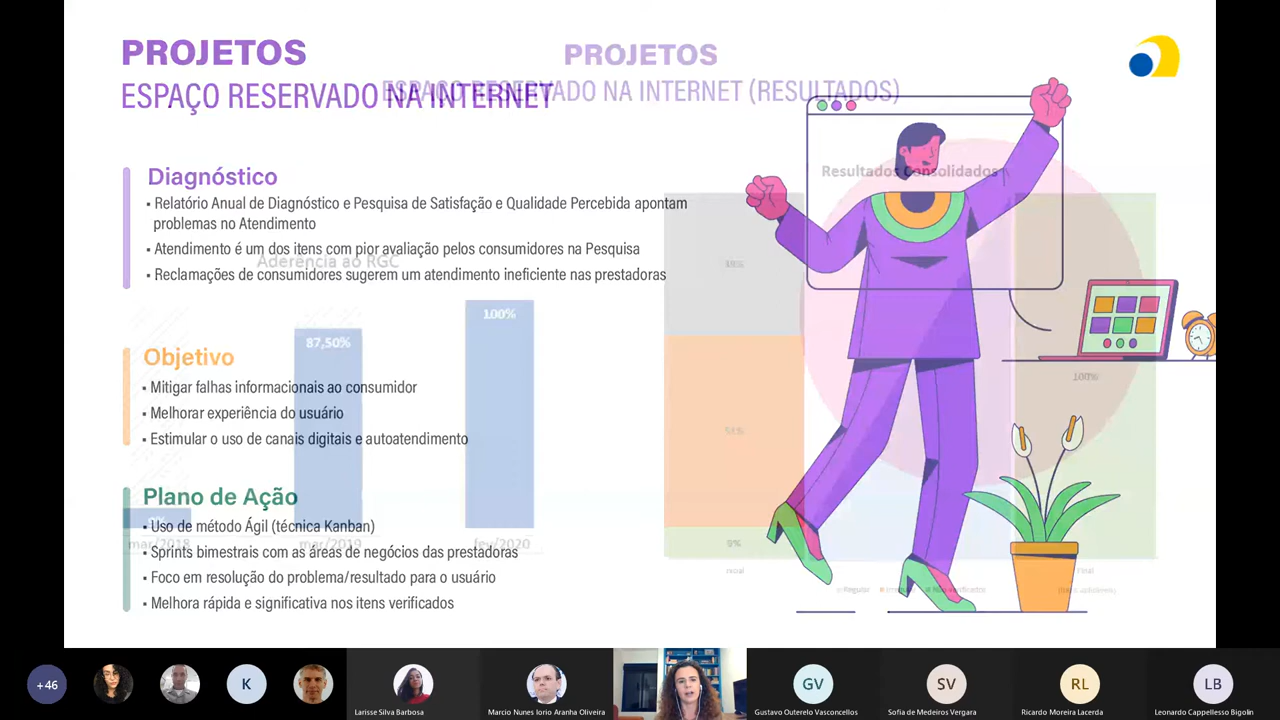 PROJETOS
ESPAÇO RESERVADO NA INTERNET
PROJETOS
ESPAÇO RESERVADO NA INTERNET (RESULTADOS)
Diagnóstico
▪ Relatório Anual de Diagnóstico e Pesquisa de Satisfação e Qualidade Percebida apontam
problemas no Atendimento
▪ Atendimento é um dos itens com pior avaliação pelos consumidores na Pesquisa
▪ Reclamações de consumidores sugerem um atendimento ineficiente nas prestadoras
Objetivo
▪ Mitigar falhas informacionais ao consumidor
▪ Melhorar experiência do usuário
▪ Estimular o uso de canais digitais e autoatendimento
Plano de Ação
▪ Uso de método Ágil (técnica Kanban)
▪ Sprints bimestrais com as áreas de negócios das prestadoras
▪ Foco em resolução do problema/resultado para o usuário
▪ Melhora rápida e significativa nos itens verificados
Aderência ao RGC
0%
87,50%
100%
mar/2018
mar/2019
fev/2020
Resultados Consolidados
100%
Regular
+46
K
Larisse Silva Barbosa
Marcio Nunes Iorio Aranha Oliveira
GV
Gustavo Outerelo Vasconcellos
SV
Sofia de Medeiros Vergara
RL
Ricardo Moreira Lacerda
LB
Leonardo Cappellesso Bigolin